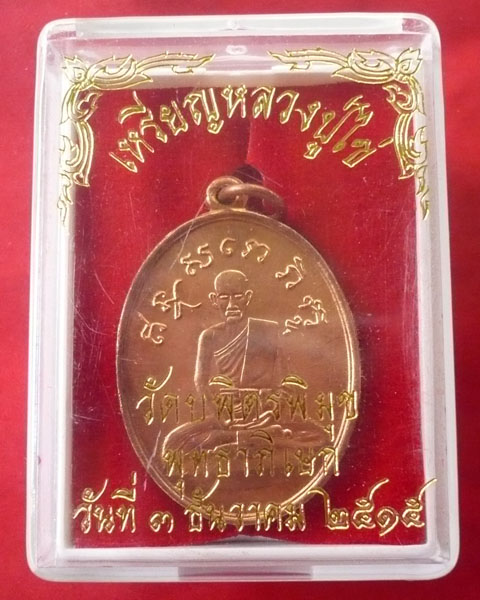 เหรียญหลวงปู่ไข่
วัดบพิตรพิมุข
พุทธาภิเษก
วันที่ ๓ ธันวาคม ๒๕๑๕